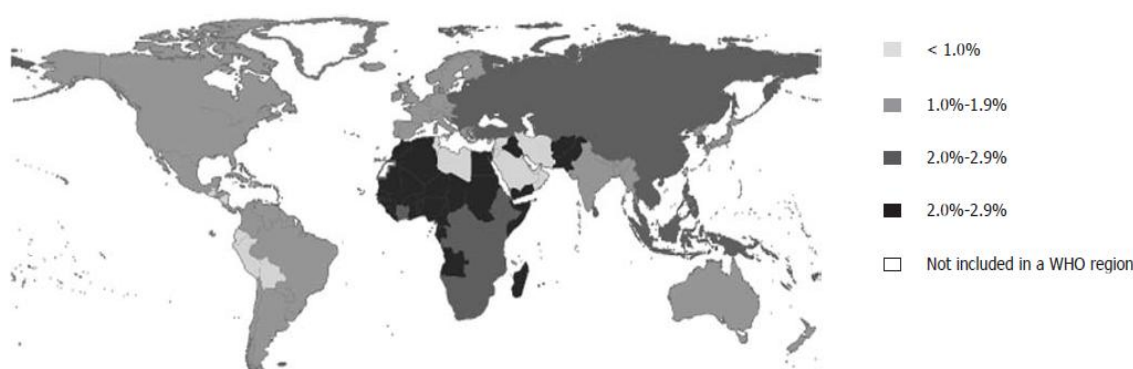 < 1.0%
1.0%-1.9%
2.0%-2.9%
2.0%-2.9%
Not included in a WHO region